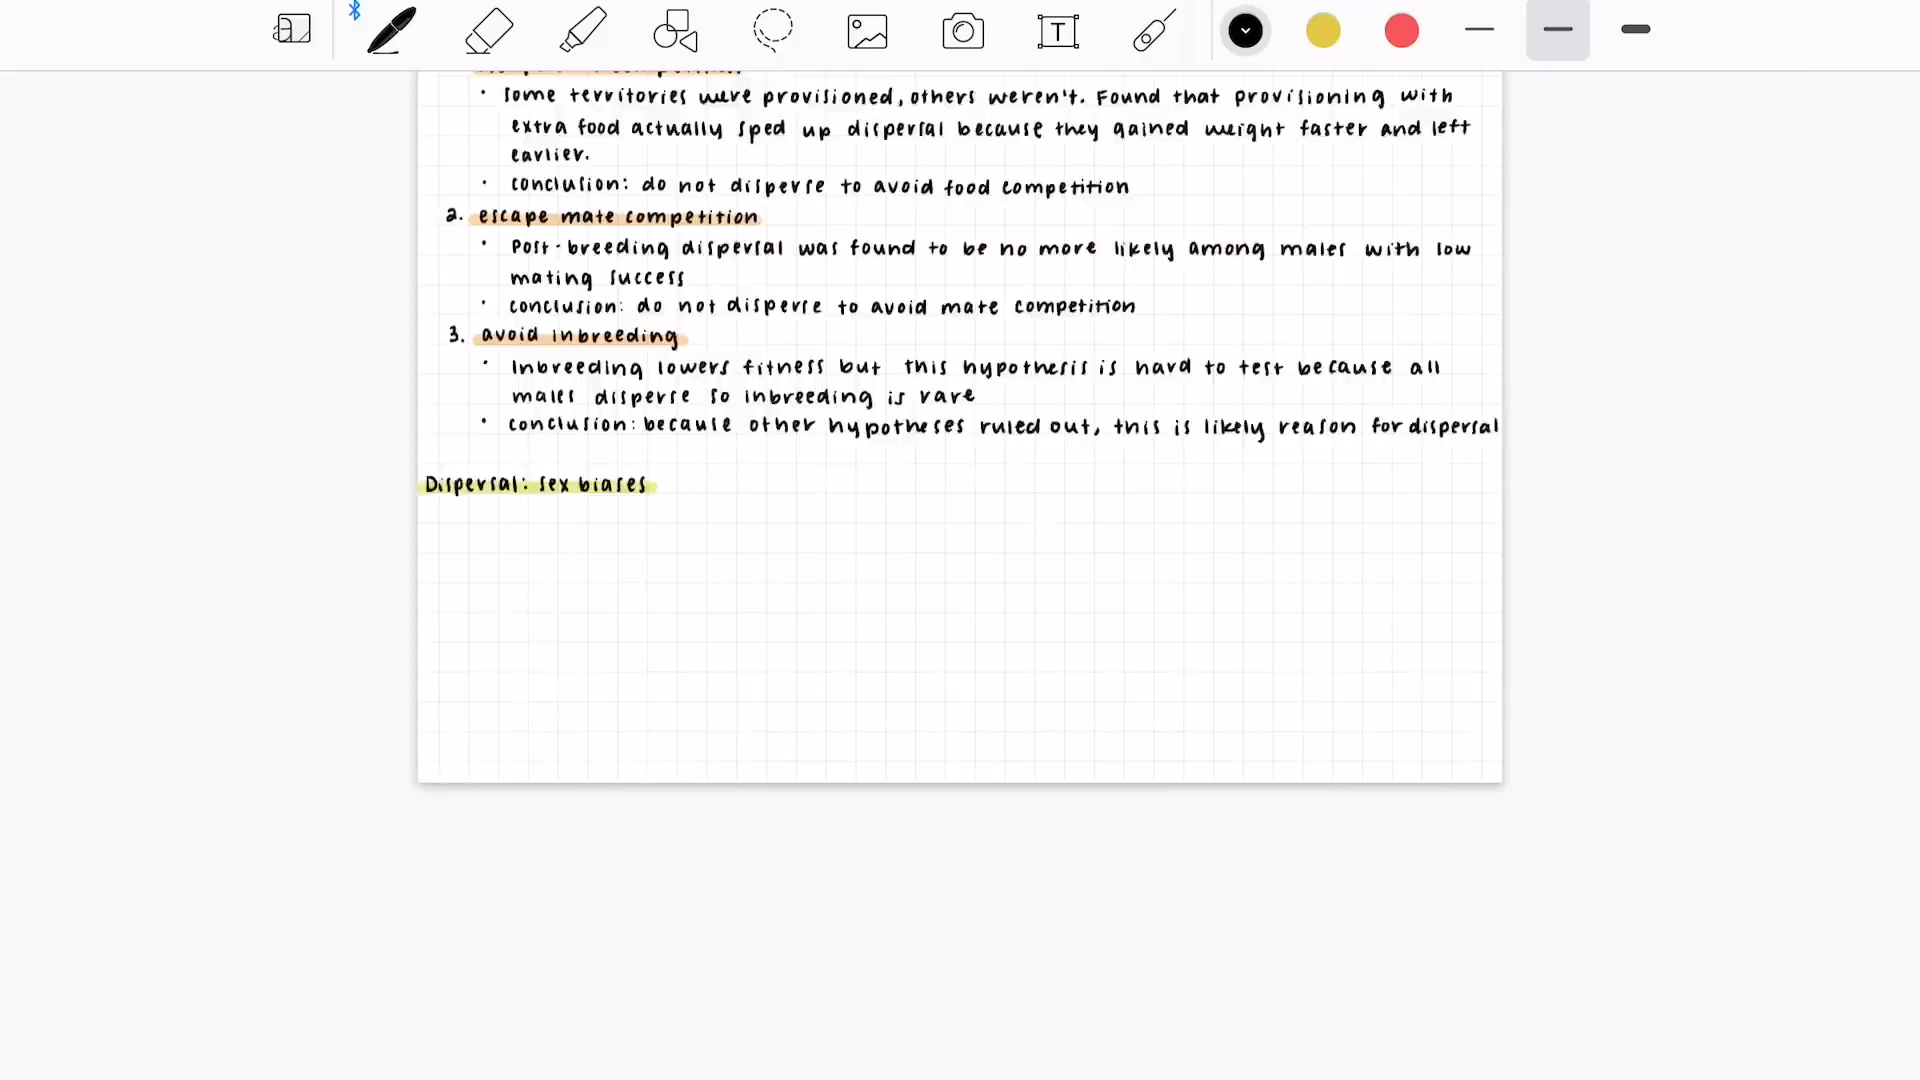 • Some territories were provisioned, others weren't. Found that provisioning with
extra food actually sped up dispersal because they gained weight faster and left
earlier.
• conclusion: do not disperse to avoid food competition
2. escape mate competition
• Post-breeding dispersal was found to be no more likely among males with low
mating success
• conclusion: do not disperse to avoid mate competition
3. avoid inbreeding
• Inbreeding lowers fitness but this hypothesis is hard to test because all
males disperse so inbreeding is rare
• conclusion: because other hypotheses ruled out, this is likely reason for dispersal
Dispersal: sex biases